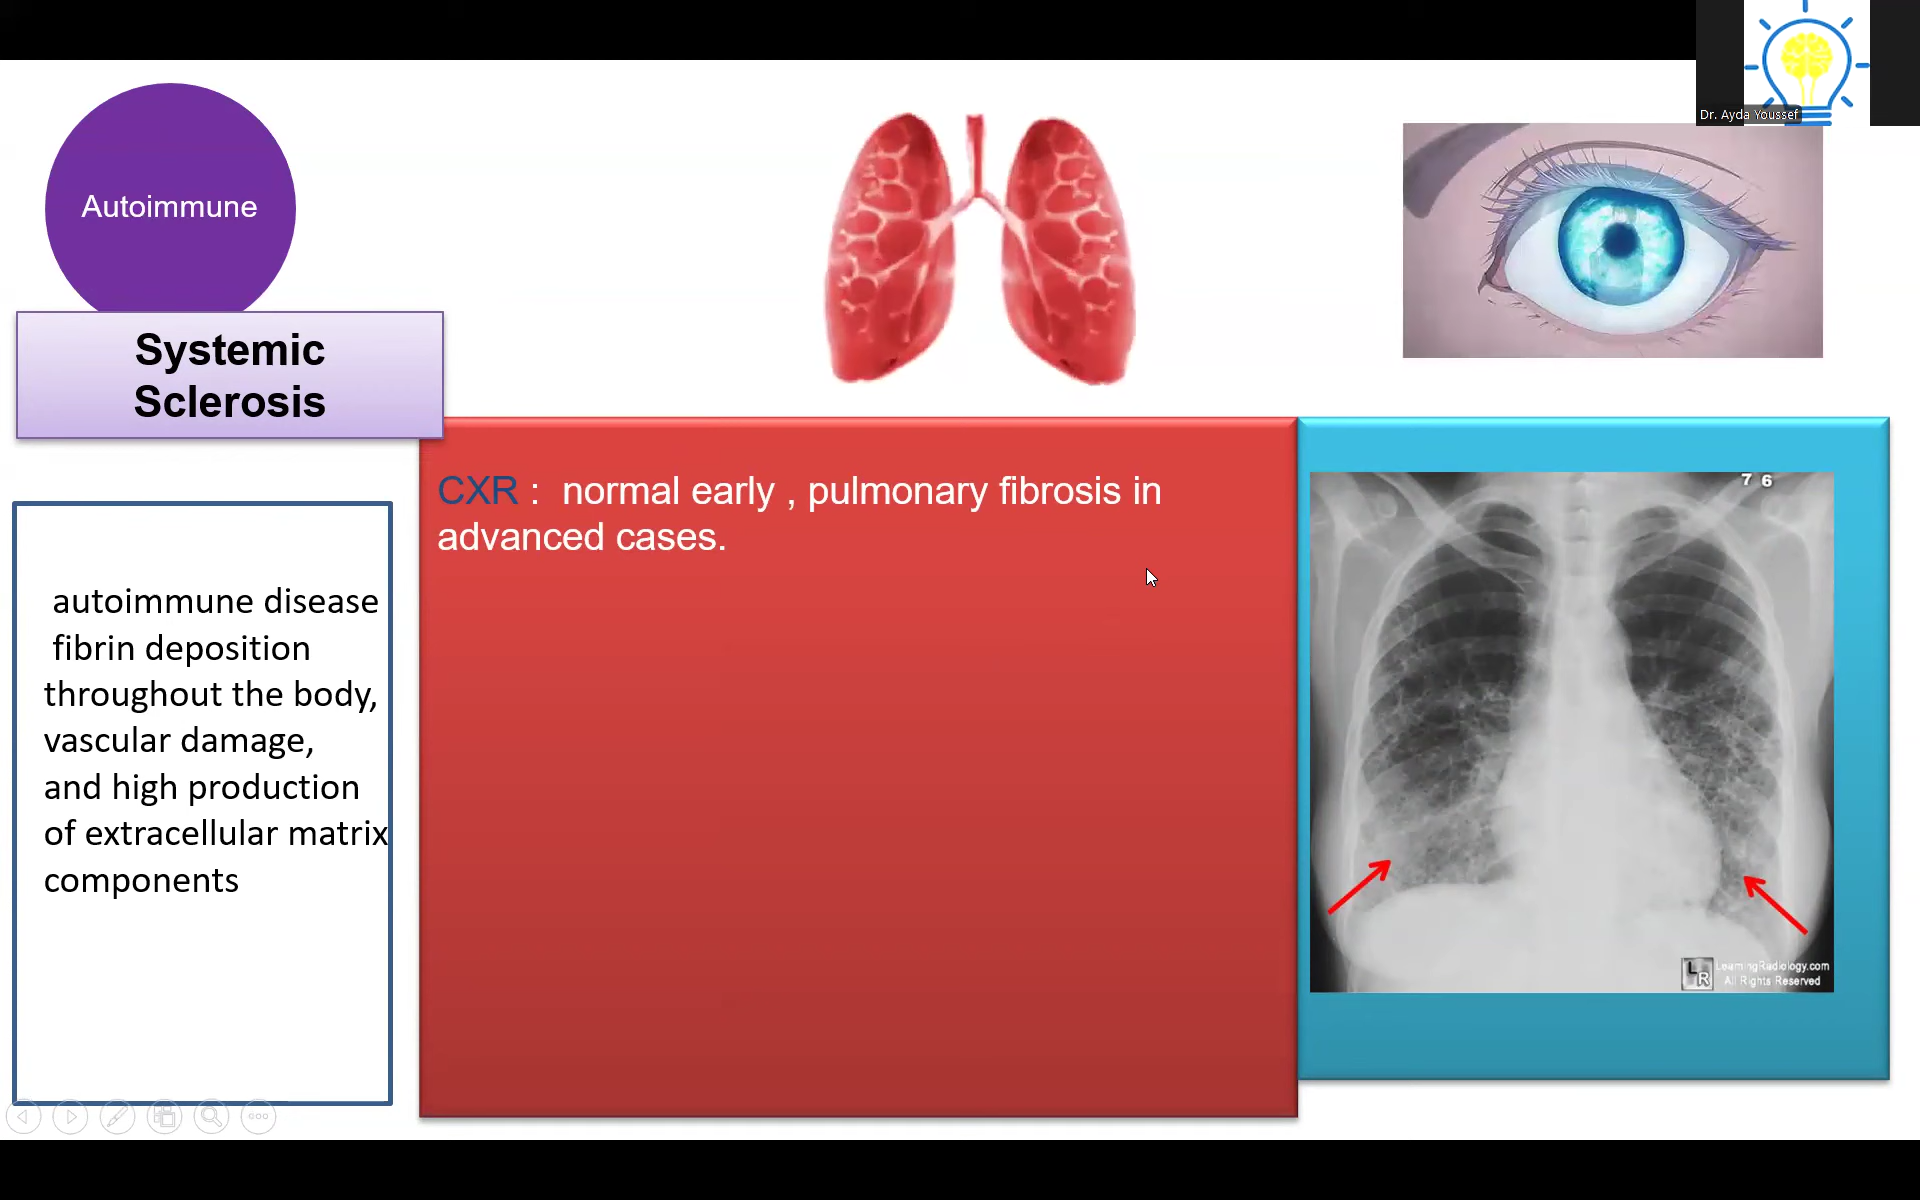 Dr. Ayda Youssef
Autoimmune
Systemic
Sclerosis
autoimmune disease
fibrin deposition
throughout the body,
vascular damage,
and high production
of extracellular matrix
components
CXR : normal early , pulmonary fibrosis in
advanced cases.
7 6
LR
LearningRadiology.com
All Rights Reserved